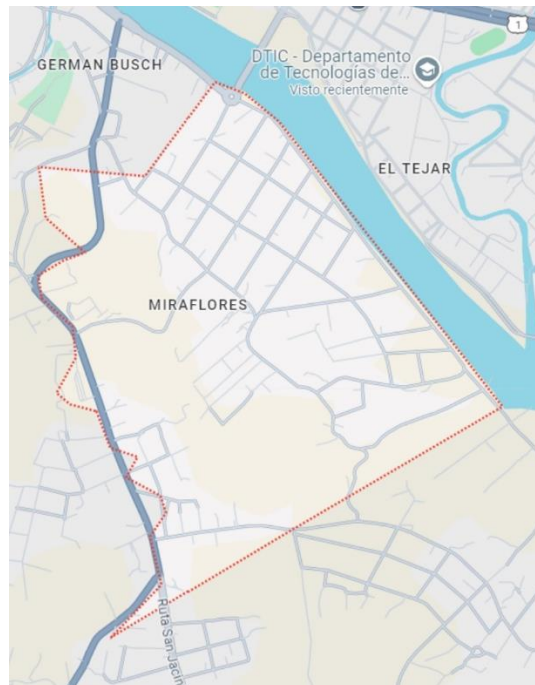 1
GERMAN BUSCH
DTIC - Departamento
de Tecnologías de...
Visto recientemente
EL TEJAR
MIRAFLORES
Ruta San Jacin